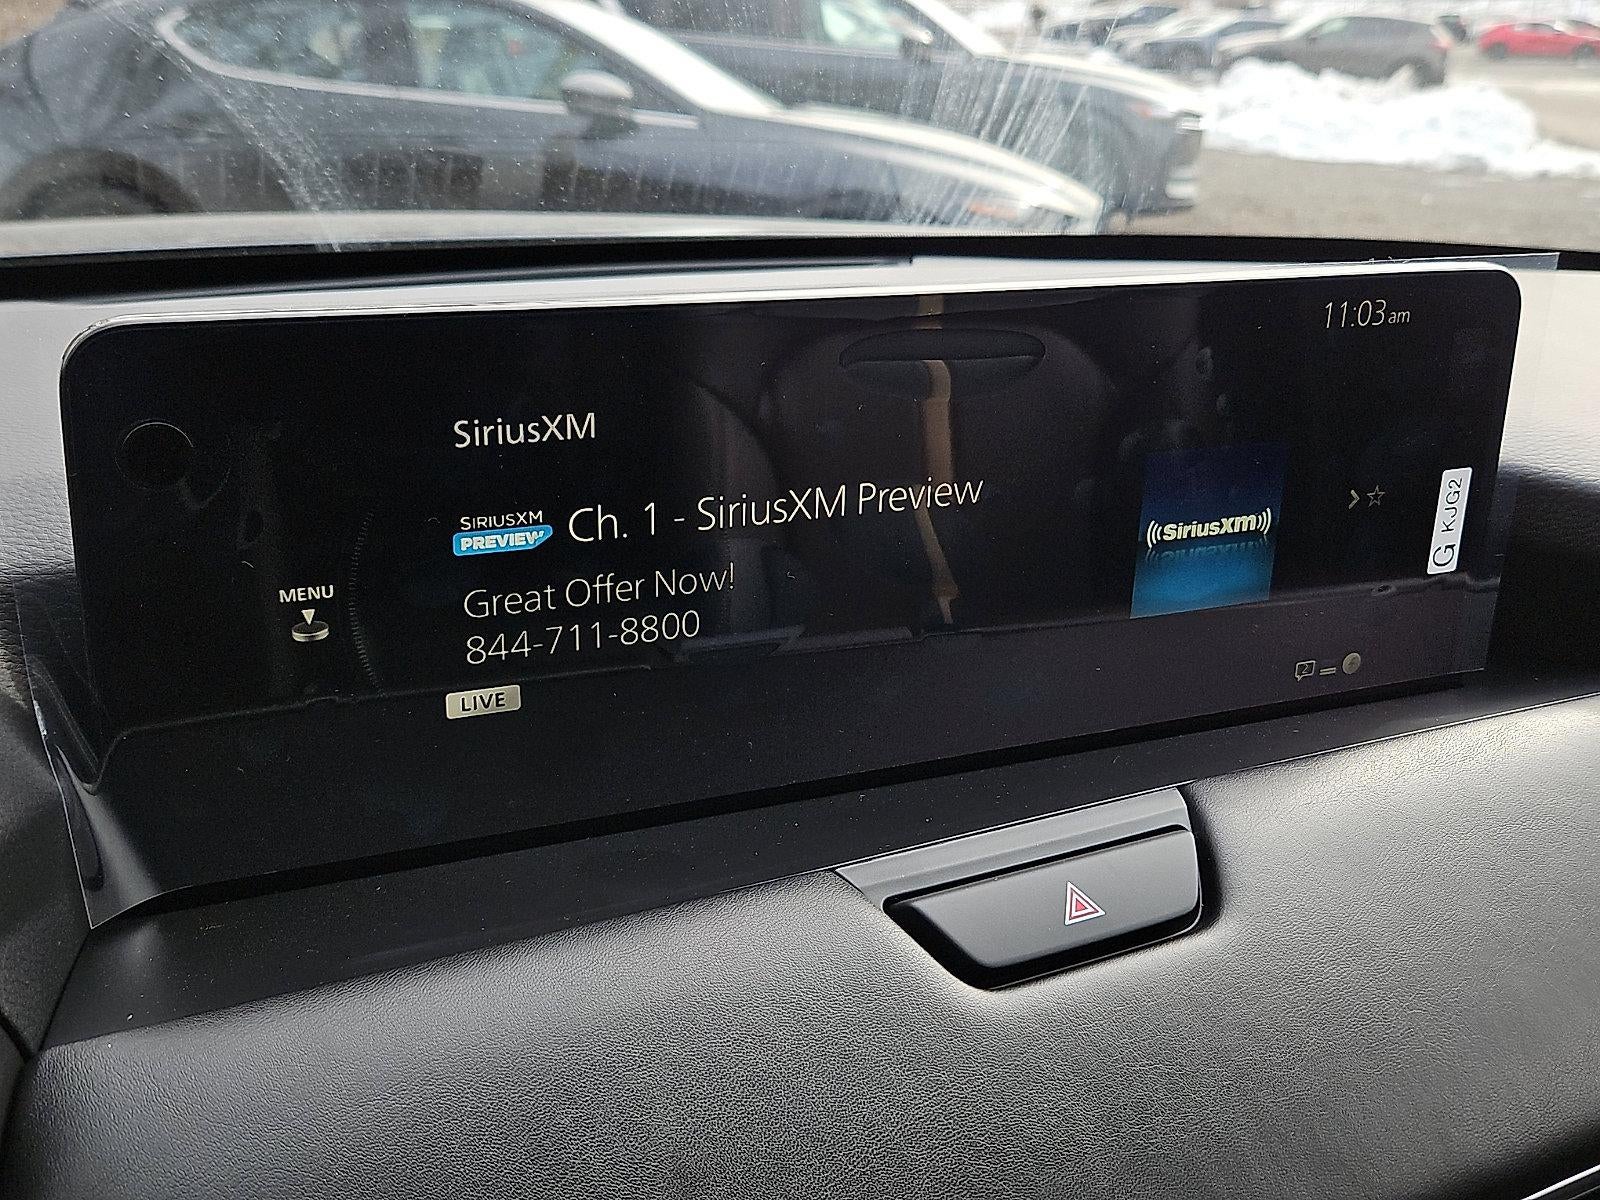 11:03am
SiriusXM
SIRIUSXM
PREVIEW
Ch. 1 - SiriusXM Preview
Great Offer Now!
844-711-8800
LIVE
MENU
((SiriusXM))
G KJG2
2